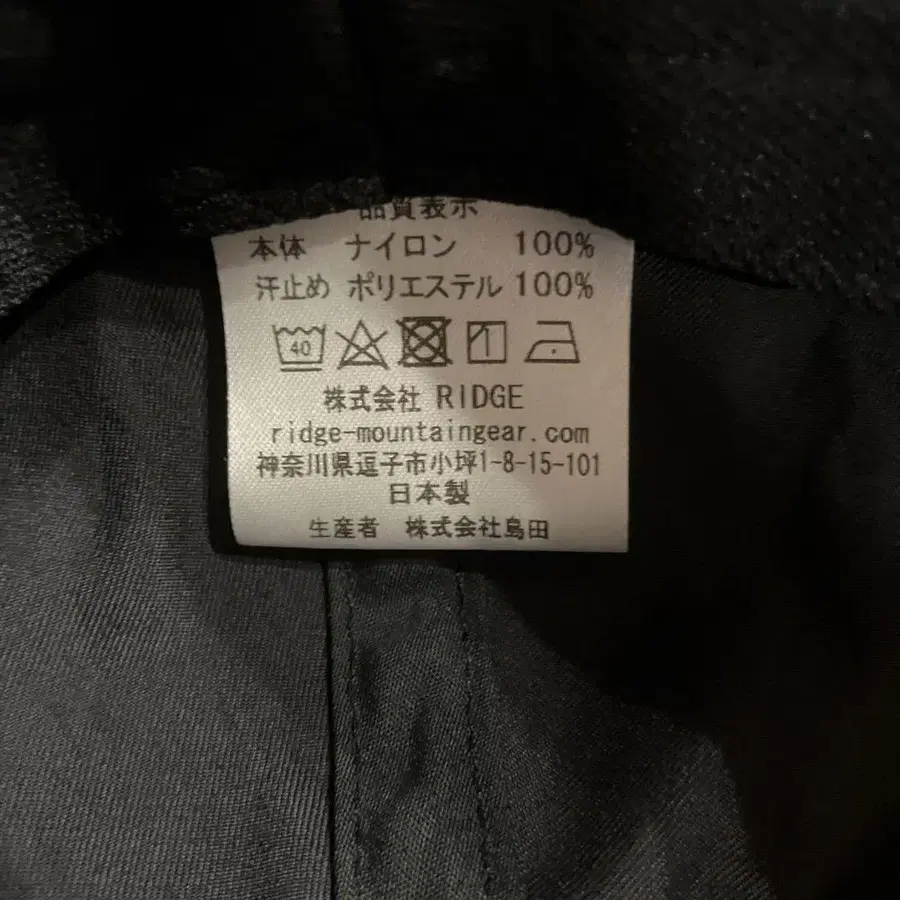 品質表示
本体 ナイロン 100%
汗止め ポリエステル 100%
40
株式会社 RIDGE
ridge-mountaingear.com
神奈川県逗子市小坪1-8-15-101
日本製
生産者 株式会社島田